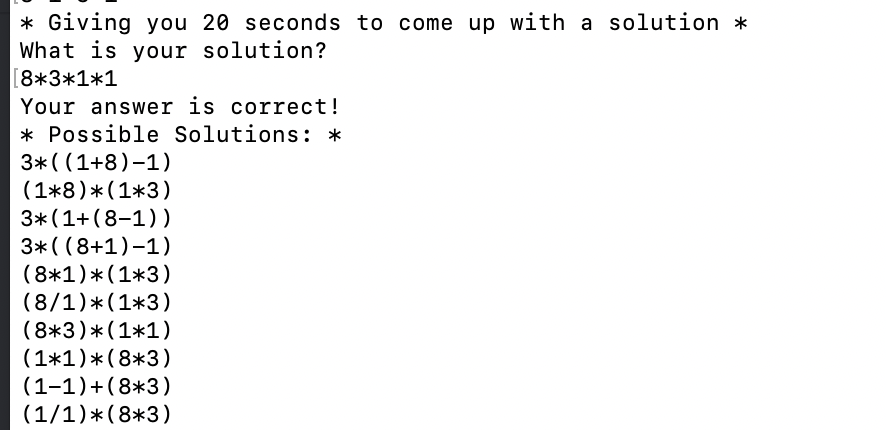 * Giving you 20 seconds to come up with a solution *
What is your solution?
[8*3*1*1
Your answer is correct!
* Possible Solutions: *
3*((1+8)-1)
(1*8)*(1*3)
3*(1+(8-1))
3*((8+1)-1)
(8*1)*(1*3)
(8/1)*(1*3)
(8*3)*(1*1)
(1*1)*(8*3)
(1-1)+(8*3)
(1/1)*(8*3)